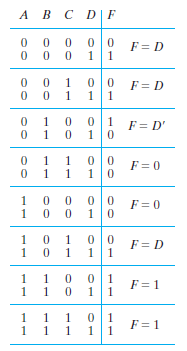 A B C D F
0 0 0 0 0
F = D
0 0 0 1 1
0 0 1 0 0
F = D
0 0 1 1 1
0 1 0 0 1
F = D'
0 1 0 1 0
0 1 1 0 0
F = 0
0 1 1 1 0
1 0 0 0 0
F = 0
1 0 0 1 0
1 0 1 0 0
F = D
1 0 1 1 1
1 1 0 0 1
F = 1
1 1 0 1 1
1 1 1 0 1
F = 1
1 1 1 1 1